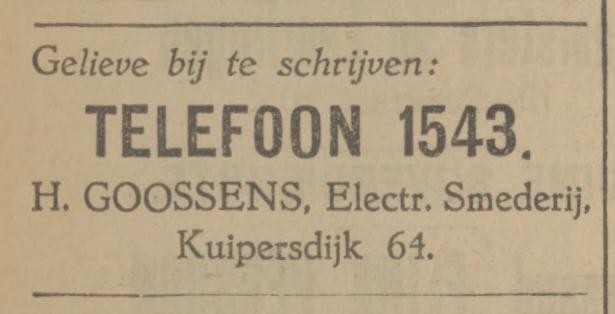 Gelieve bij te schrijven:
TELEFOON 1543.
H. GOOSSENS, Electr. Smederij,
Kuipersdijk 64.